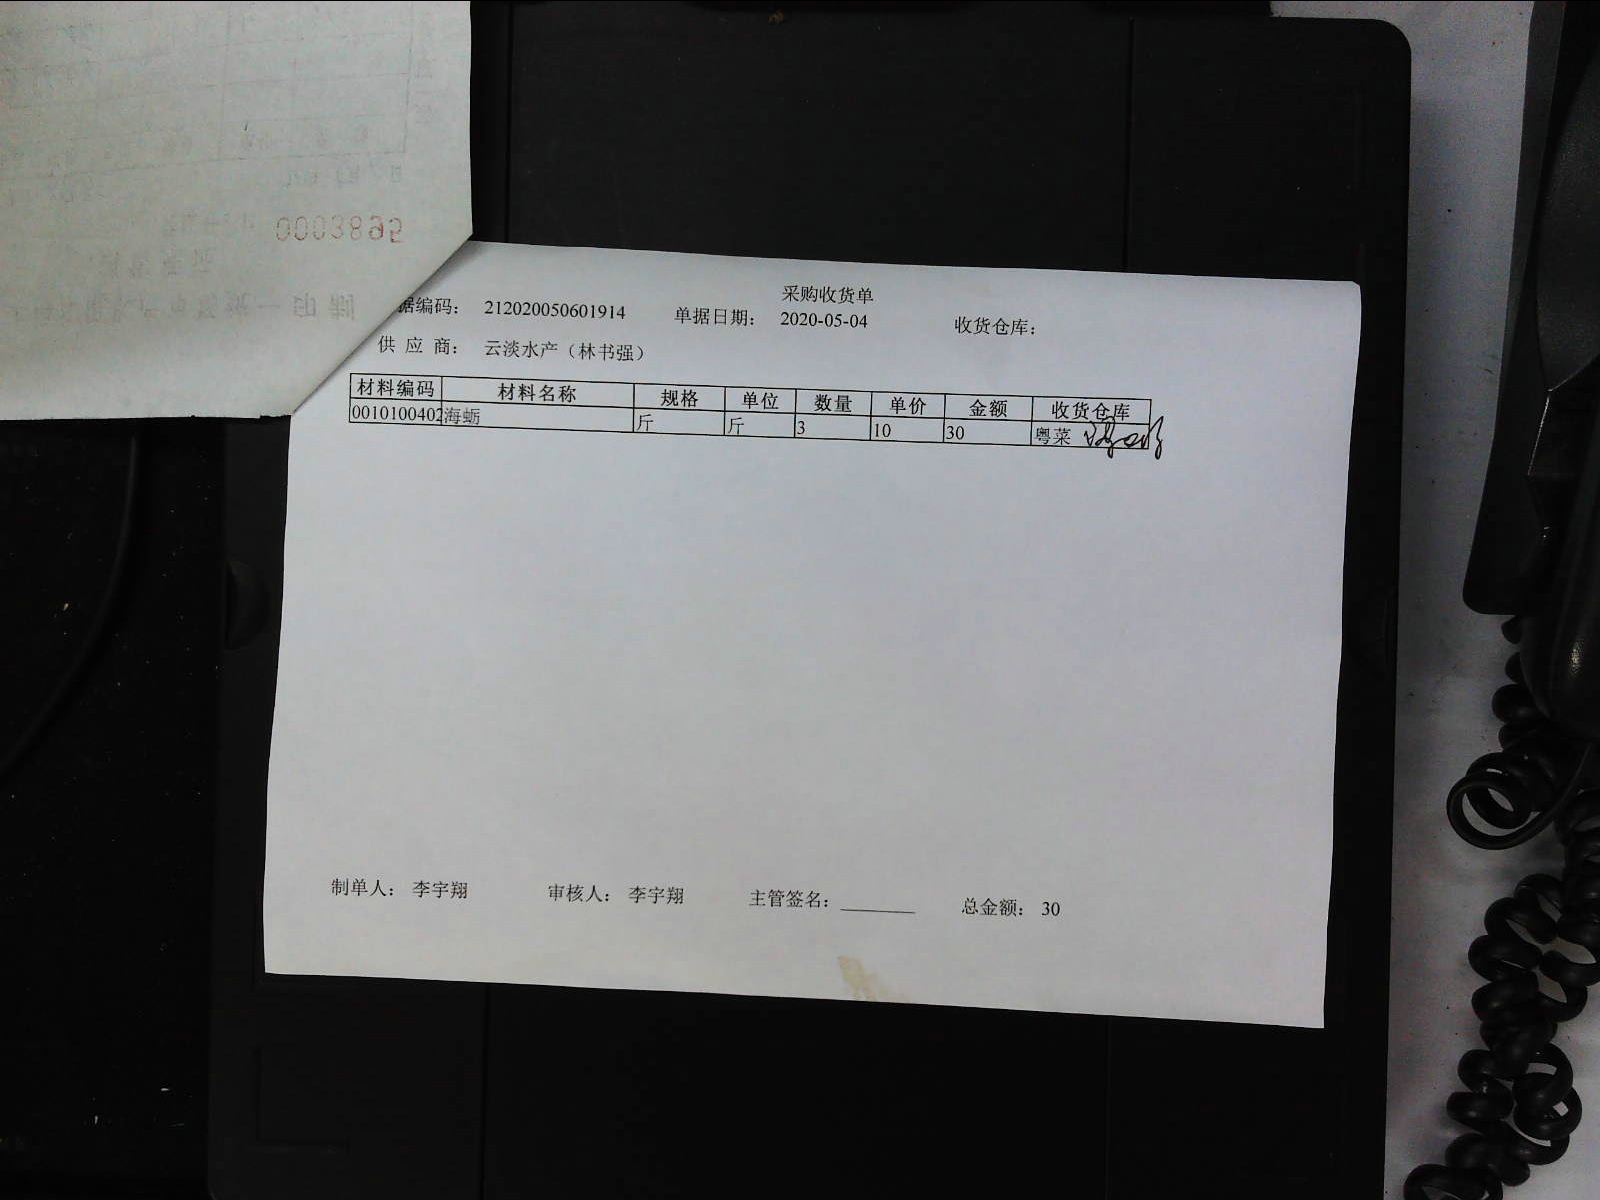 0003895
采购收货单
据编码： 212020050601914 单据日期： 2020-05-04 收货仓库：
供 应 商： 云淡水产（林书强）
材料编码 材料名称 规格 单位 数量 单价 金额 收货仓库
0010100402 海蛎 斤 斤 3 10 30 粤菜
制单人： 李宇翔 审核人： 李宇翔 主管签名： 总金额： 30